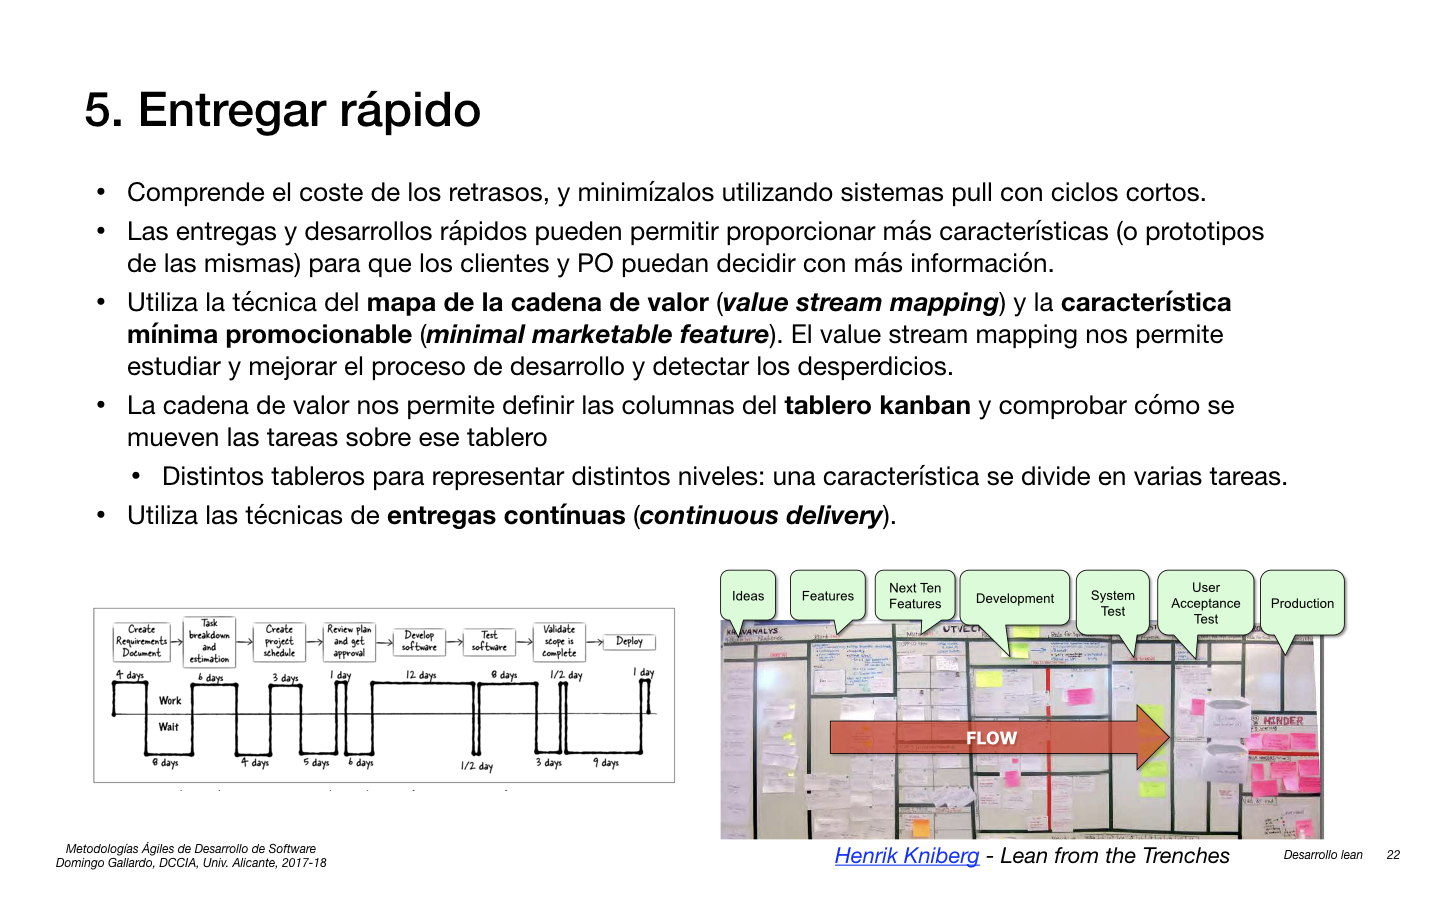 5. Entregar rápido
• Comprende el coste de los retrasos, y minimízalos utilizando sistemas pull con ciclos cortos.
• Las entregas y desarrollos rápidos pueden permitir proporcionar más características (o prototipos
de las mismas) para que los clientes y PO puedan decidir con más información.
• Utiliza la técnica del mapa de la cadena de valor (value stream mapping) y la característica
mínima promocionable (minimal marketable feature). El value stream mapping nos permite
estudiar y mejorar el proceso de desarrollo y detectar los desperdicios.
• La cadena de valor nos permite definir las columnas del tablero kanban y comprobar cómo se
mueven las tareas sobre ese tablero
• Distintos tableros para representar distintos niveles: una característica se divide en varias tareas.
• Utiliza las técnicas de entregas contínuas (continuous delivery).
Create
Requirements
Document
Task
breakdown
and
estimation
Create
project
schedule
Review plan
and get
approval
Develop
software
Test
software
Validate
scope is
complete
Deploy
4 days
6 days
3 days
1 day
12 days
8 days
1/2 day
1 day
Work
Wait
8 days
4 days
5 days
6 days
1/2 day
3 days
9 days
Ideas
Features
Next Ten
Features
Development
System
Test
User
Acceptance
Test
Production
FLOW
HINDER
Henrik Kniberg - Lean from the Trenches
Metodologías Ágiles de Desarrollo de Software
Domingo Gallardo, DCCIA, Univ. Alicante, 2017-18
Desarrollo lean 22